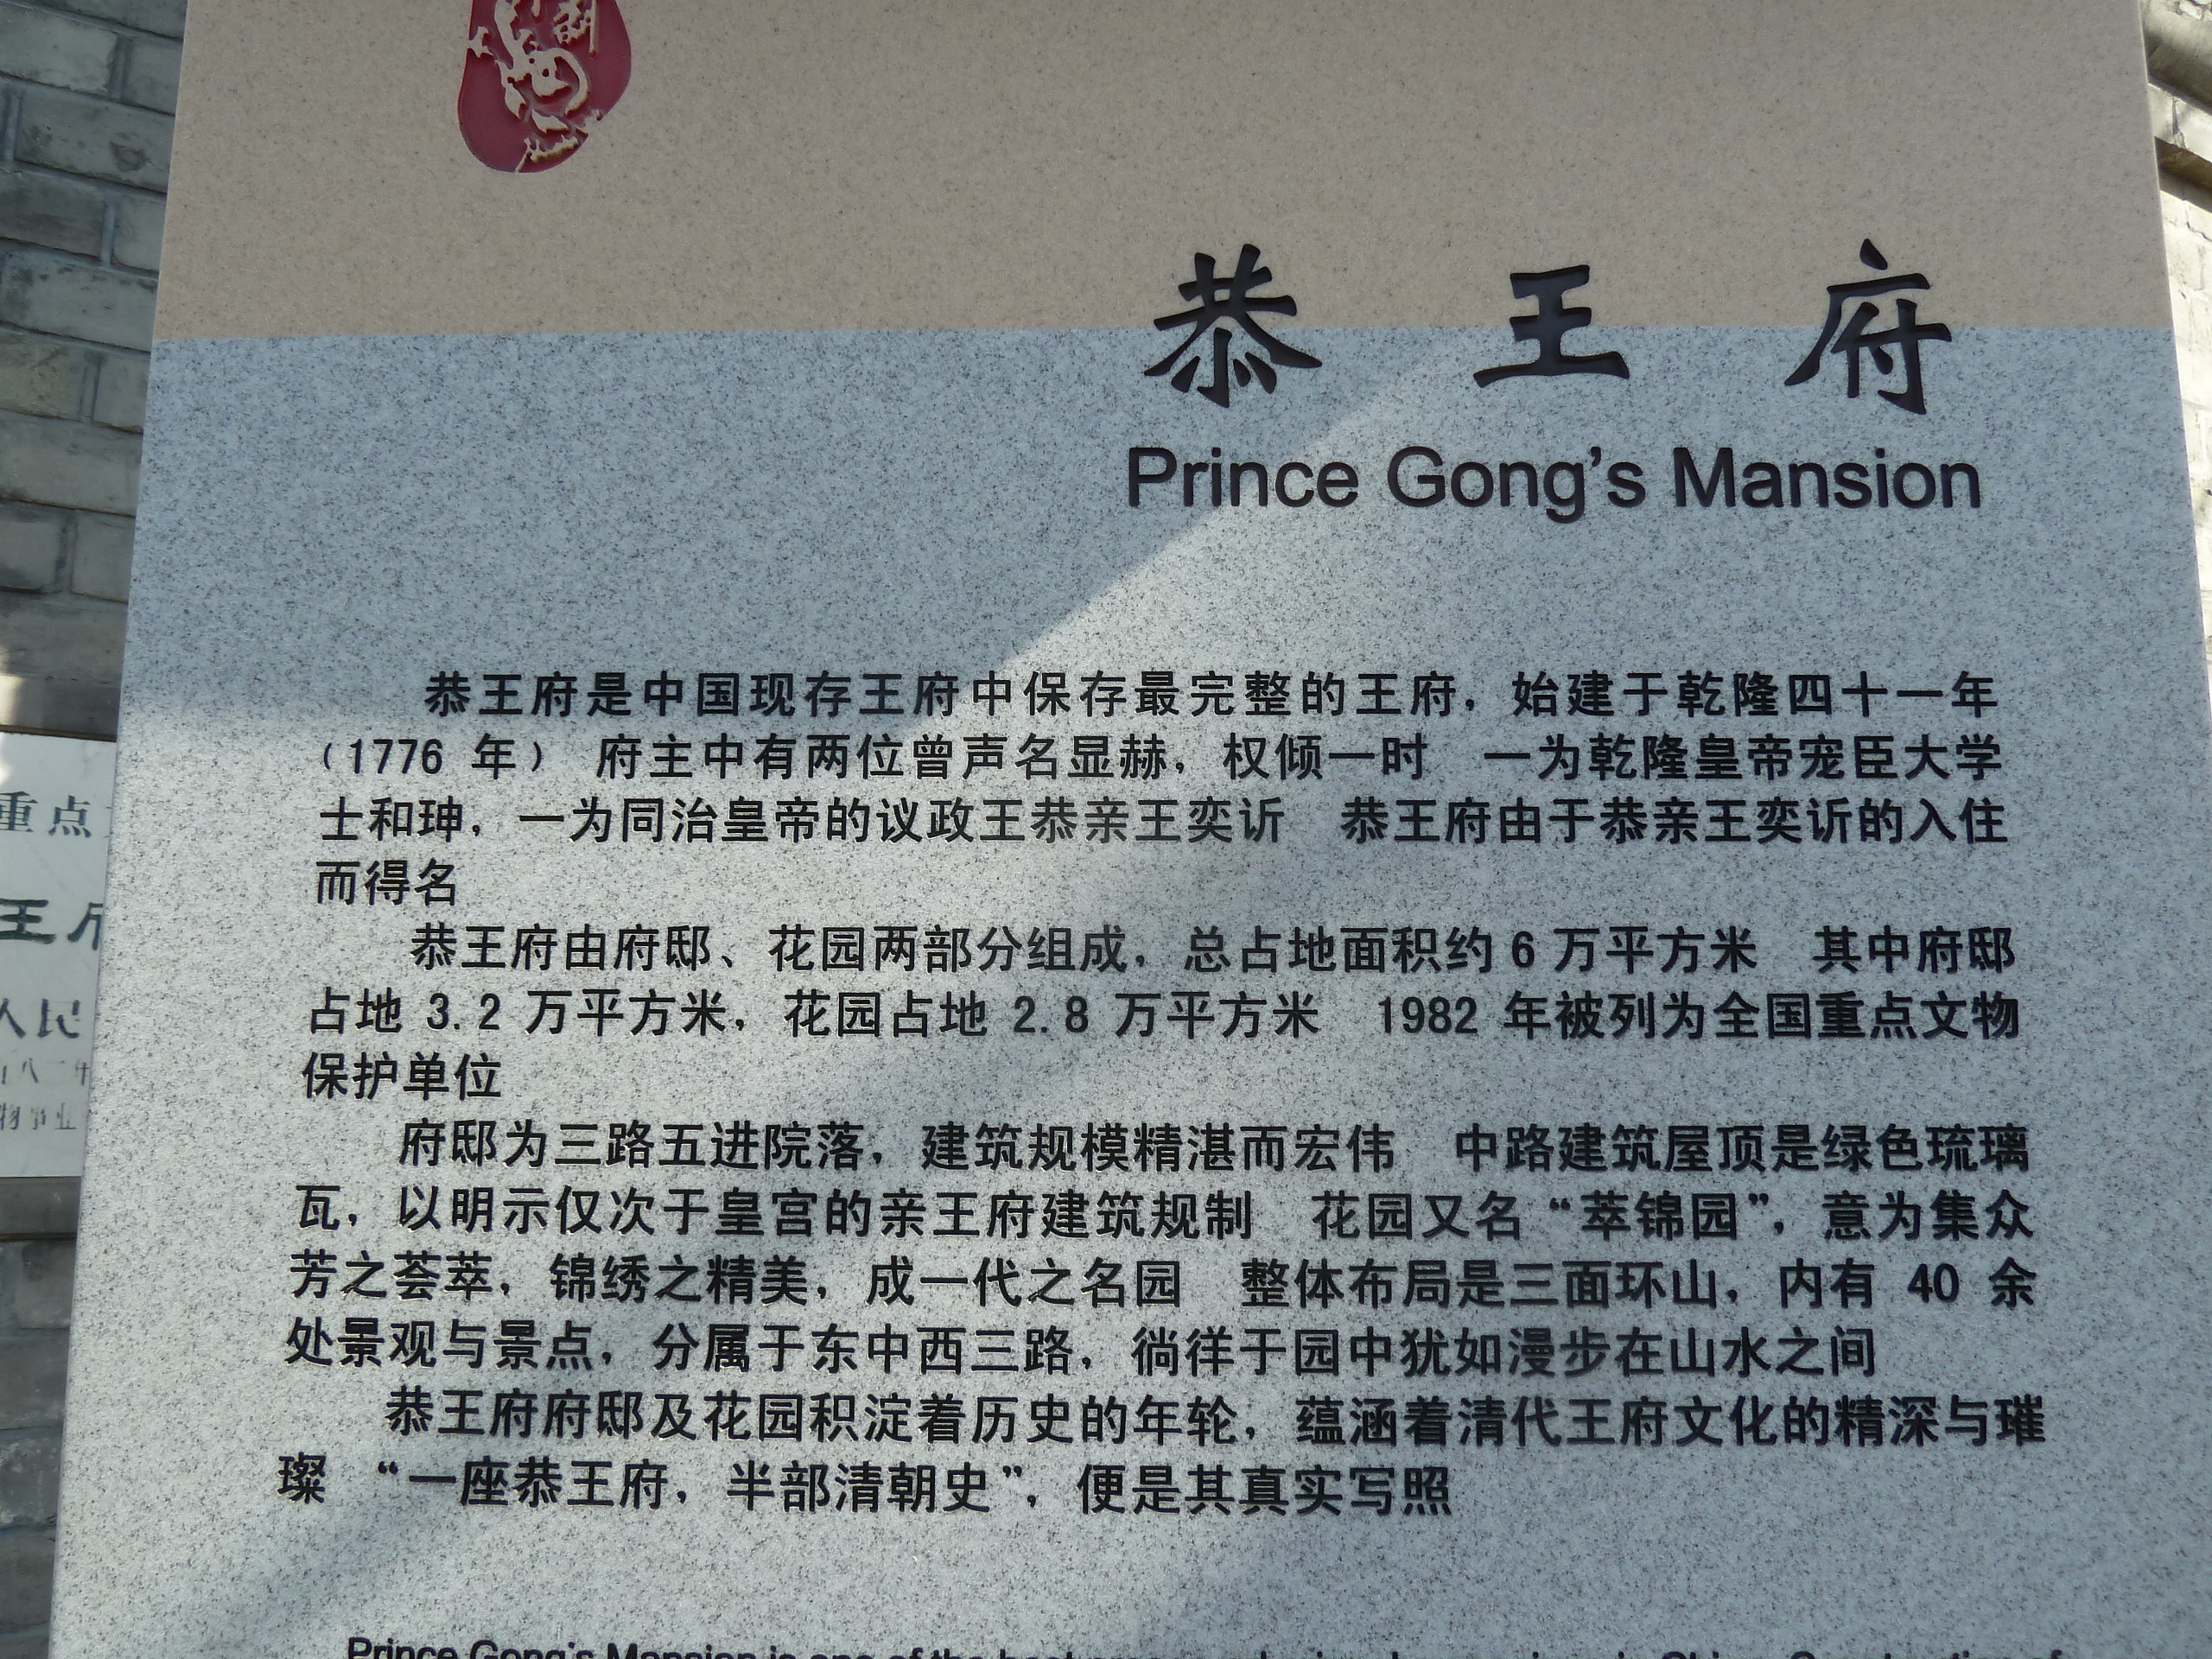 恭王府
Prince Gong's Mansion
恭王府是中国现存王府中保存最完整的王府，始建于乾隆四十一年
（1776 年） 府主中有两位曾声名显赫，权倾一时　一为乾隆皇帝宠臣大学
士和珅，一为同治皇帝的议政王恭亲王奕䜣　恭王府由于恭亲王奕䜣的入住
而得名
恭王府由府邸、花园两部分组成，总占地面积约 6 万平方米　其中府邸
占地 3.2 万平方米，花园占地 2.8 万平方米　1982 年被列为全国重点文物
保护单位
府邸为三路五进院落，建筑规模精湛而宏伟　中路建筑屋顶是绿色琉璃
瓦，以明示仅次于皇宫的亲王府建筑规制　花园又名“萃锦园”，意为集众
芳之荟萃，锦绣之精美，成一代之名园　整体布局是三面环山，内有 40 余
处景观与景点，分属于东中西三路，徜徉于园中犹如漫步在山水之间
恭王府府邸及花园积淀着历史的年轮，蕴涵着清代王府文化的精深与璀
璨　“一座恭王府，半部清朝史”，便是其真实写照
Prince Gong's Mansion is one of the best
重点
王府
人民
物事业